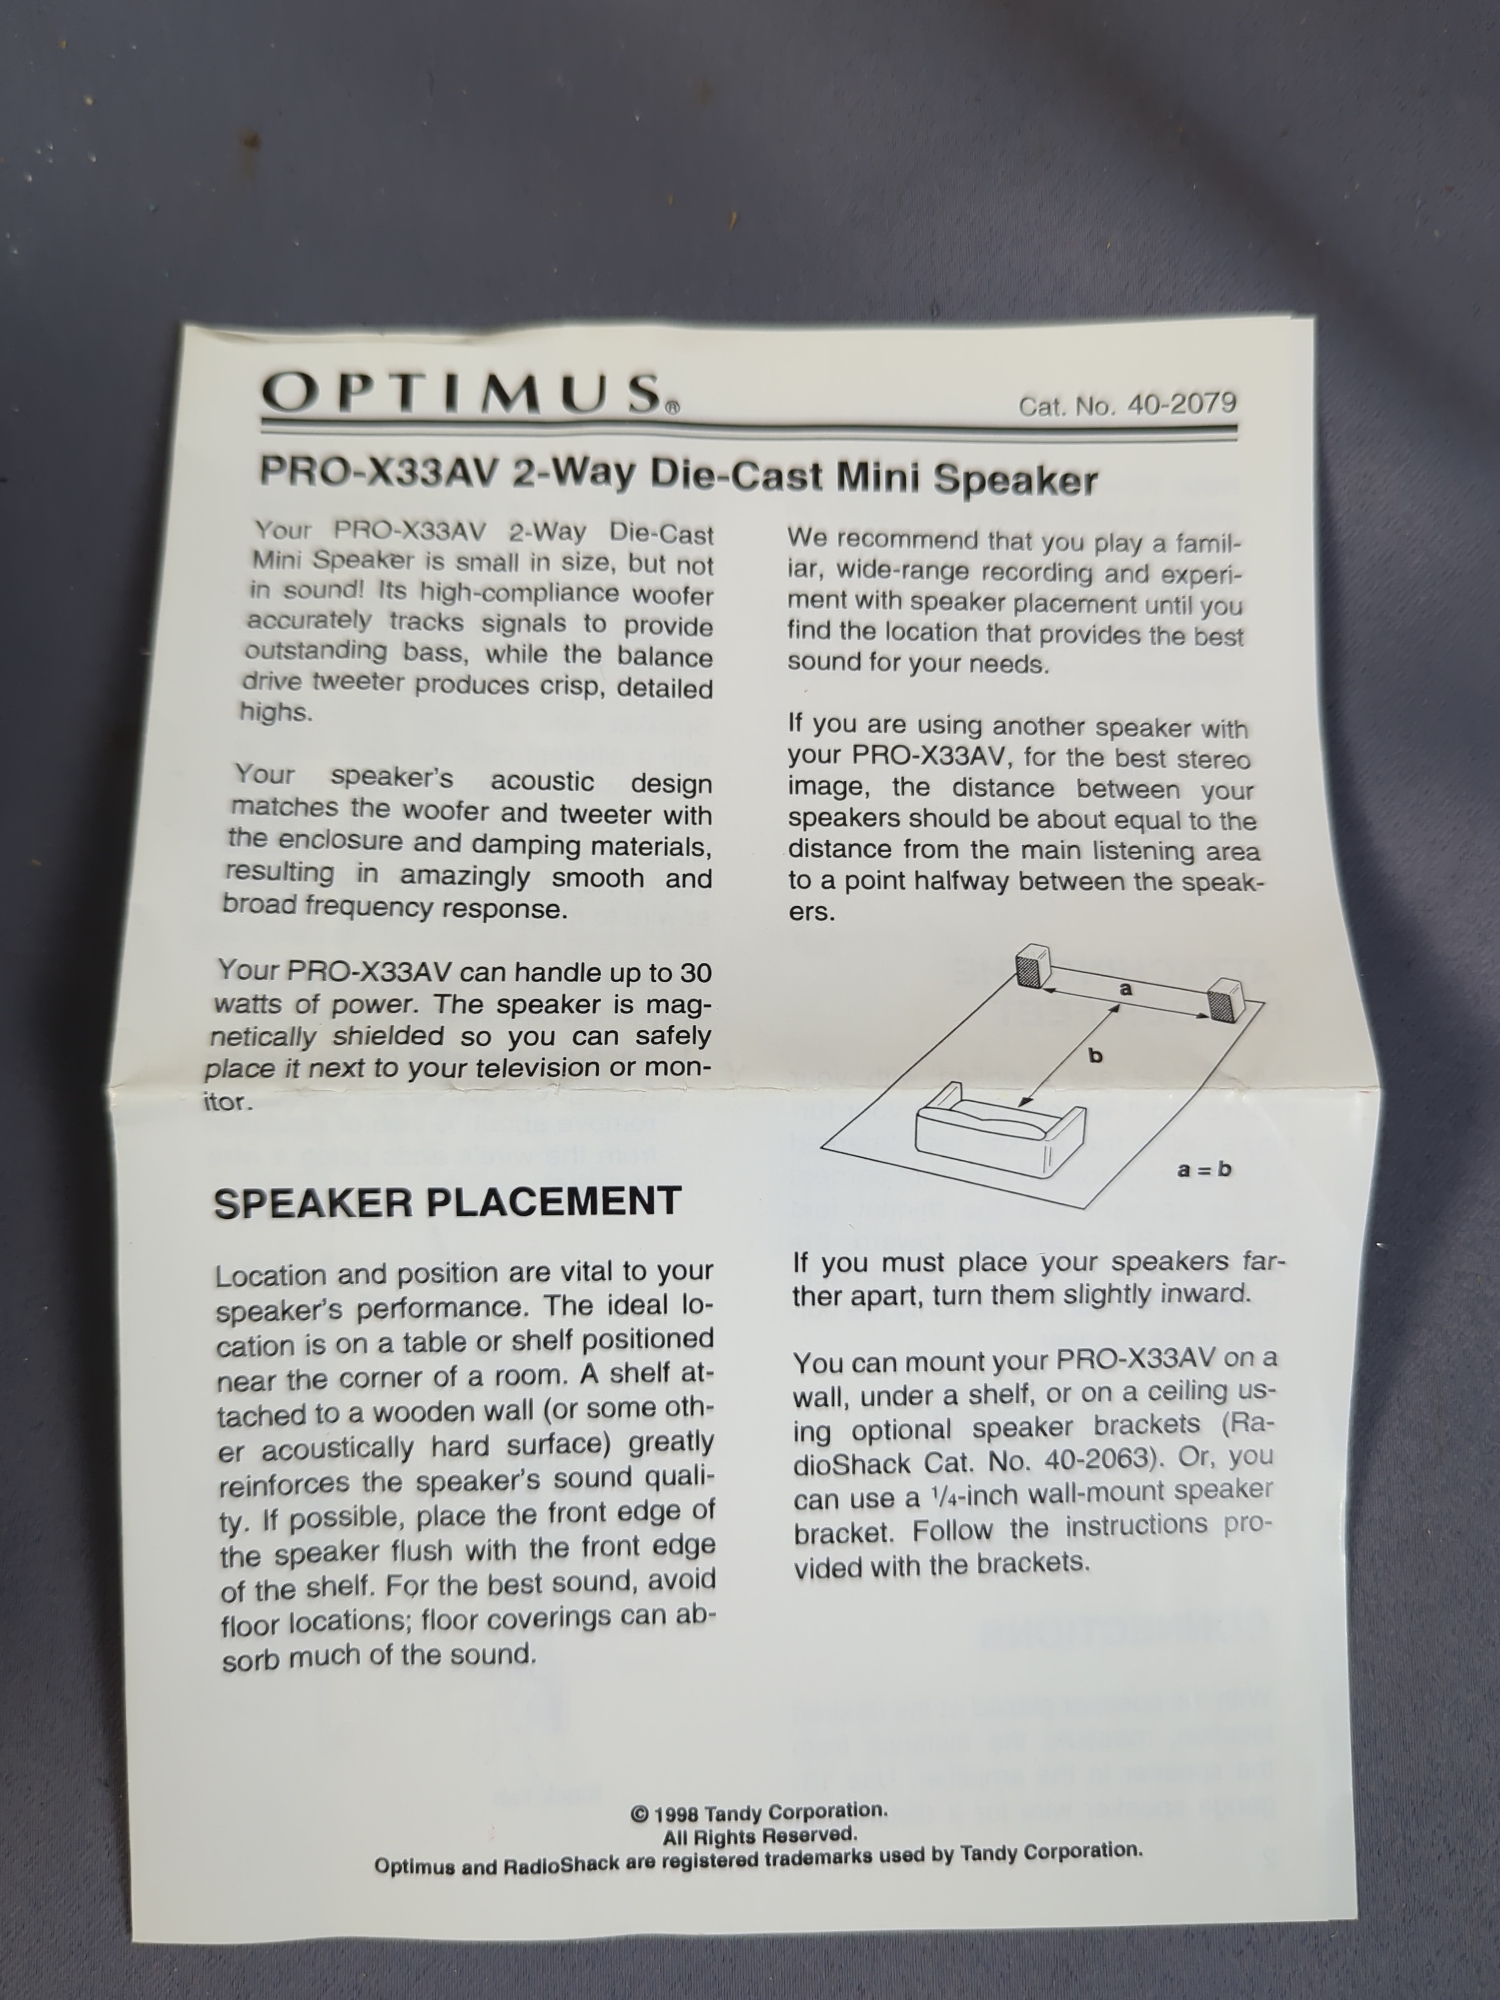 OPTIMUS®
Cat. No. 40-2079
PRO-X33AV 2-Way Die-Cast Mini Speaker
Your PRO-X33AV 2-Way Die-Cast
Mini Speaker is small in size, but not
in sound! Its high-compliance woofer
accurately tracks signals to provide
outstanding bass, while the balance
drive tweeter produces crisp, detailed
highs.
Your speaker's acoustic design
matches the woofer and tweeter with
the enclosure and damping materials,
resulting in amazingly smooth and
broad frequency response.
Your PRO-X33AV can handle up to 30
watts of power. The speaker is mag-
netically shielded so you can safely
place it next to your television or mon-
itor.
SPEAKER PLACEMENT
Location and position are vital to your
speaker's performance. The ideal lo-
cation is on a table or shelf positioned
near the corner of a room. A shelf at-
tached to a wooden wall (or some oth-
er acoustically hard surface) greatly
reinforces the speaker's sound quali-
ty. If possible, place the front edge of
the speaker flush with the front edge
of the shelf. For the best sound, avoid
floor locations; floor coverings can ab-
sorb much of the sound.
We recommend that you play a famil-
iar, wide-range recording and experi-
ment with speaker placement until you
find the location that provides the best
sound for your needs.
If you are using another speaker with
your PRO-X33AV, for the best stereo
image, the distance between your
speakers should be about equal to the
distance from the main listening area
to a point halfway between the speak-
ers.
a
b
a = b
If you must place your speakers far-
ther apart, turn them slightly inward.
You can mount your PRO-X33AV on a
wall, under a shelf, or on a ceiling us-
ing optional speaker brackets (Ra-
dioShack Cat. No. 40-2063). Or, you
can use a 1/4-inch wall-mount speaker
bracket. Follow the instructions pro-
vided with the brackets.
© 1998 Tandy Corporation.
All Rights Reserved.
Optimus and RadioShack are registered trademarks used by Tandy Corporation.